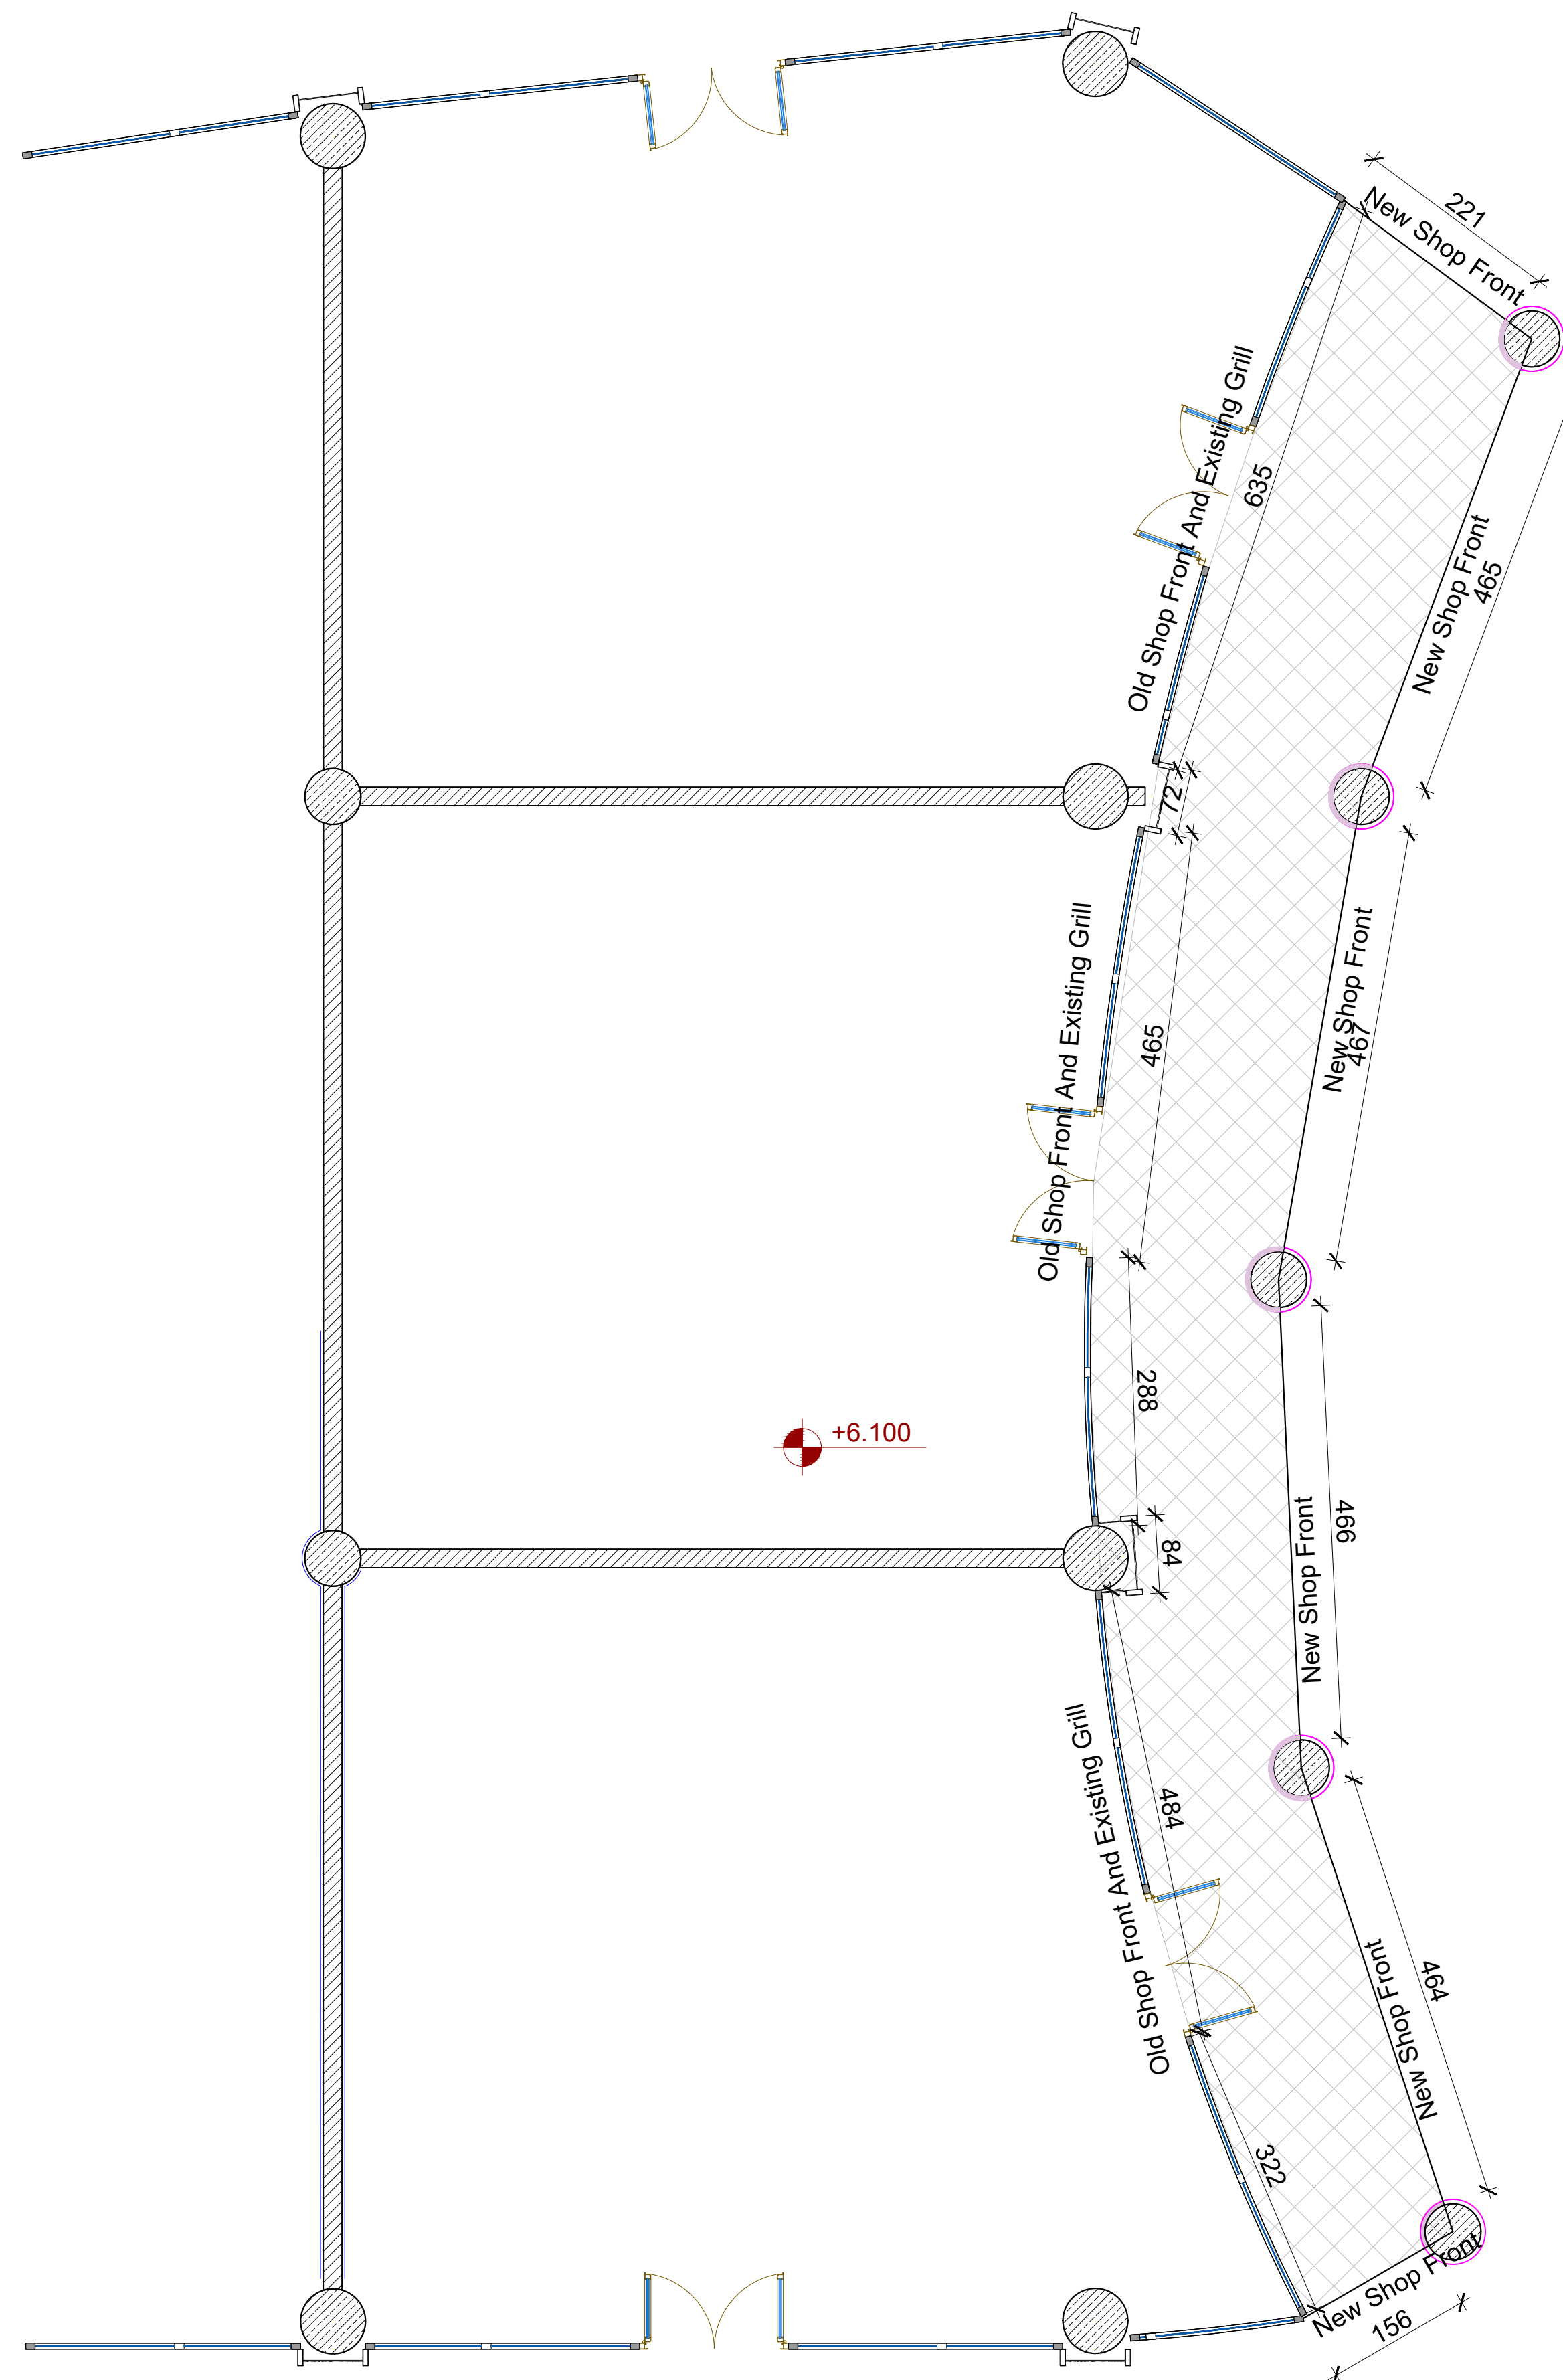 221
New Shop Front
Old Shop Front And Existing Grill
635
New Shop Front
465
72
Old Shop Front And Existing Grill
465
New Shop Front
467
288
+6.100
84
New Shop Front
466
Old Shop Front And Existing Grill
484
New Shop Front
464
322
New Shop Front
156